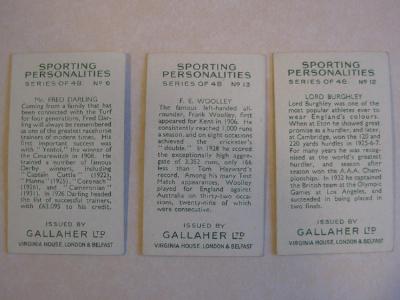 SPORTING
PERSONALITIES
SERIES OF 48 No 6
Mr. FRED DARLING
Coming from a family that has
been connected with the Turf
for four generations, Fred Dar-
ling will always be remembered
as one of the greatest racehorse
trainers of modern times. His
first important success was
with "Yentoi," the winner of
the Cesarewitch in 1908. He
trained a number of famous
Derby winners, including
"Captain Cuttle" (1922),
"Manna" (1925), "Coronach"
(1926), and "Cameronian"
(1931). In 1926 Darling headed
the list of successful trainers,
with £63,095 to his credit.
ISSUED BY
GALLAHER LTD
VIRGINIA HOUSE, LONDON & BELFAST
SPORTING
PERSONALITIES
SERIES OF 48 No 13
F. E. WOOLLEY
The famous left-handed all-
rounder, Frank Woolley, first
appeared for Kent in 1906. He
consistently reached 1,000 runs
a season, and on eight occasions
achieved the cricketer's
"double." In 1928 he scored
the exceptionally high aggre-
gate of 3,352 runs, only 166
less than Tom Hayward's
record. Among his many Test
Match appearances, Woolley
played for England against
Australia on thirty-two occa-
sions, twenty-nine of which
were consecutive.
ISSUED BY
GALLAHER LTD
VIRGINIA HOUSE, LONDON & BELFAST
SPORTING
PERSONALITIES
SERIES OF 48 No 12
LORD BURGHLEY
Lord Burghley was one of the
most popular athletes ever to
wear England's colours.
When at Eton he showed great
promise as a hurdler; and later,
at Cambridge, won the 120 and
220 yards hurdles in 1925-6-7.
For many years he was recog-
nised as the world's greatest
hurdler, and season after
season won the A.A.A. Cham-
pionships. In 1932 he captained
the British team at the Olympic
Games at Los Angeles, and
succeeded in being placed in
two finals.
ISSUED BY
GALLAHER LTD
VIRGINIA HOUSE, LONDON & BELFAST